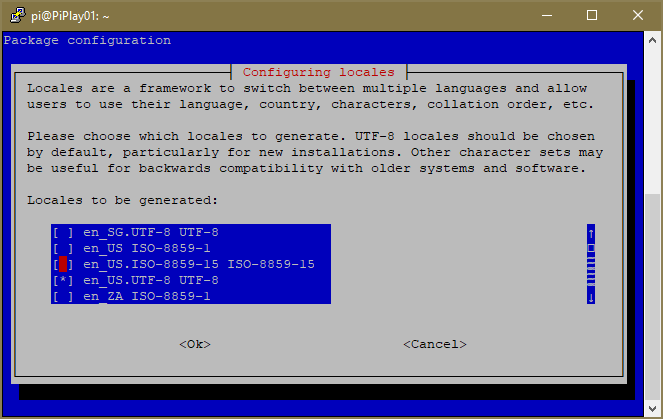 pi@PiPlay01: ~
Package configuration
Configuring locales
Locales are a framework to switch between multiple languages and allow
users to use their language, country, characters, collation order, etc.
Please choose which locales to generate. UTF-8 locales should be chosen
by default, particularly for new installations. Other character sets may
be useful for backwards compatibility with older systems and software.
Locales to be generated:
[ ] en_SG.UTF-8 UTF-8
[ ] en_US ISO-8859-1
[ ] en_US.ISO-8859-15 ISO-8859-15
[*] en_US.UTF-8 UTF-8
[ ] en_ZA ISO-8859-1
<Ok> <Cancel>